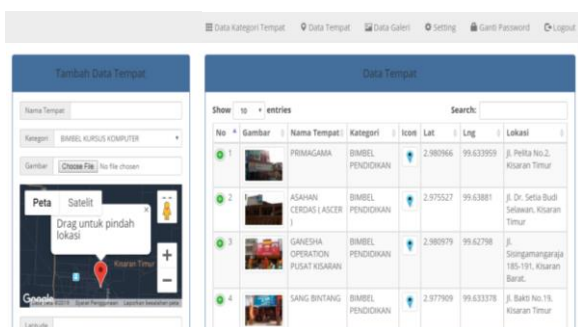 Data Kategori Tempat Data Tempat Data Galeri Setting Ganti Password Logout
Tambah Data Tempat
Nama Tempat
Kategori BIMBEL KURSUS KOMPUTER
Gambar Choose File No file chosen
Peta Satelit
Drag untuk pindah lokasi
Kisaran Timur
Google
Latitude
Data Tempat
Show 10 entries Search:
No Gambar Nama Tempat Kategori Icon Lat Lng Lokasi
1 PRIMAGAMA BIMBEL PENDIDIKAN 2.980966 99.633959 Jl. Pelita No.2, Kisaran Timur
2 ASAHAN CERDAS ( ASCER ) BIMBEL PENDIDIKAN 2.975527 99.63881 Jl. Dr. Setia Budi Selawan, Kisaran Timur
3 GANESHA OPERATION PUSAT KISARAN BIMBEL PENDIDIKAN 2.980979 99.62798 Jl. Sisingamangaraja 185-191, Kisaran Barat.
4 SANG BINTANG BIMBEL PENDIDIKAN 2.977909 99.633378 Jl. Bakti No.19, Kisaran Timur